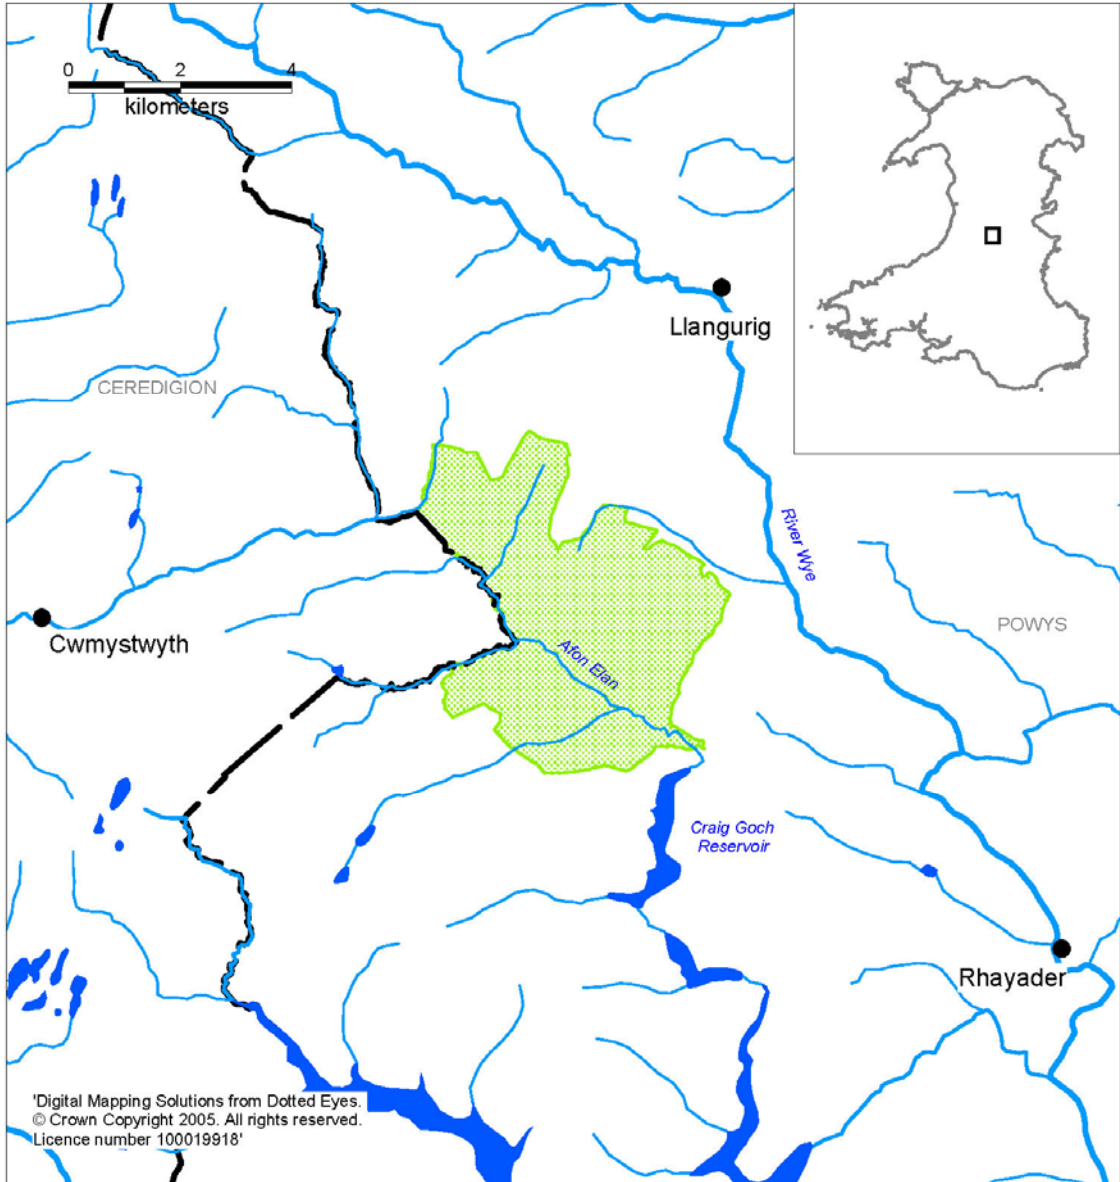 0 2 4
kilometers
Llangurig
CEREDIGION
River Wye
Cwmystwyth
POWYS
Afon Elan
Craig Goch
Reservoir
Rhayader
'Digital Mapping Solutions from Dotted Eyes.
© Crown Copyright 2005. All rights reserved.
Licence number 100019918'